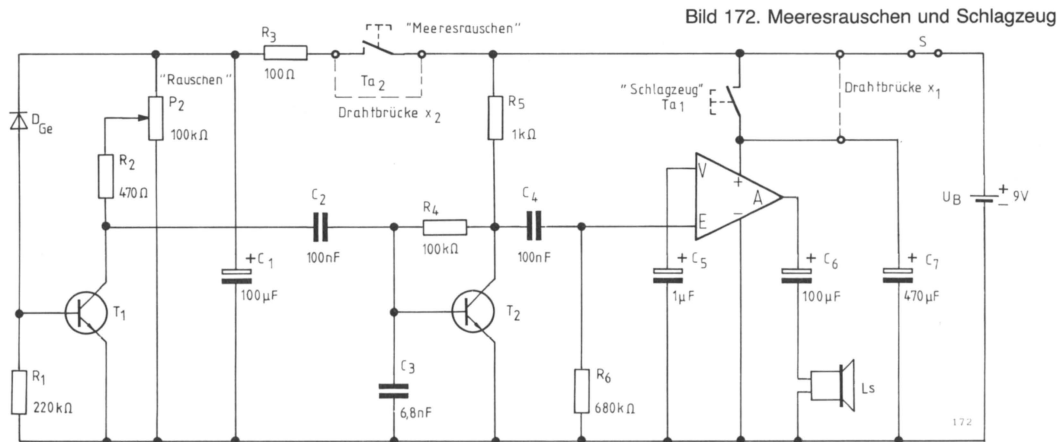 Bild 172. Meeresrauschen und Schlagzeug
R3
100Ω
"Meeresrauschen"
Ta2
Drahtbrücke x2
S
"Rauschen"
P2
100kΩ
DGe
R2
470Ω
R5
1kΩ
"Schlagzeug"
Ta1
Drahtbrücke x1
C2
100nF
R4
100kΩ
C4
100nF
V
E
+
−
A
UB
+
−
9V
+
C1
100µF
T1
T2
+
C5
1µF
+
C6
100µF
+
C7
470µF
R1
220kΩ
C3
6,8nF
R6
680kΩ
Ls
172